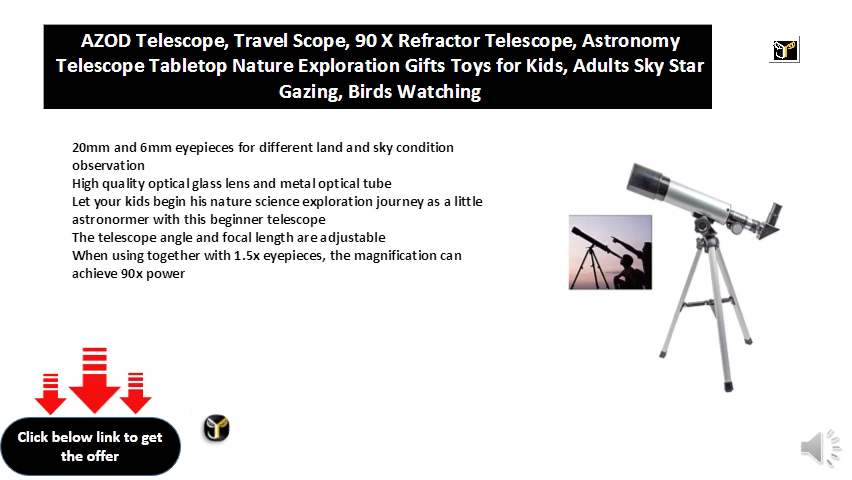 AZOD Telescope, Travel Scope, 90 X Refractor Telescope, Astronomy
Telescope Tabletop Nature Exploration Gifts Toys for Kids, Adults Sky Star
Gazing, Birds Watching
20mm and 6mm eyepieces for different land and sky condition
observation
High quality optical glass lens and metal optical tube
Let your kids begin his nature science exploration journey as a little
astronormer with this beginner telescope
The telescope angle and focal length are adjustable
When using together with 1.5x eyepieces, the magnification can
achieve 90x power
Click below link to get
the offer